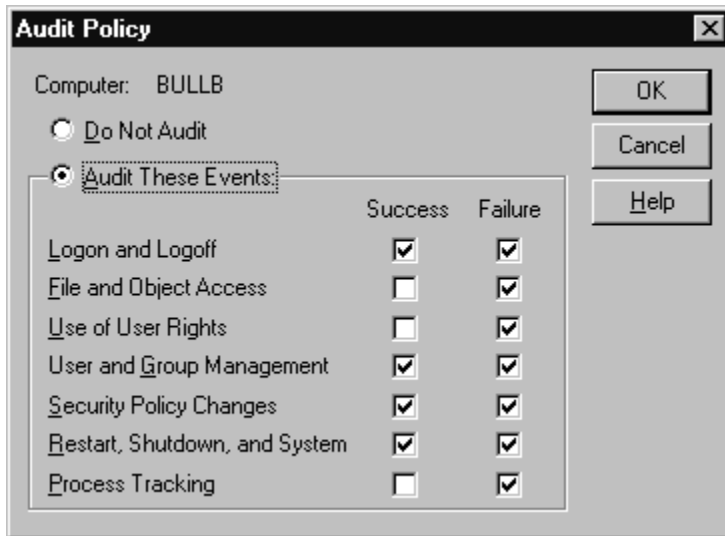 Audit Policy
Computer: BULLB
Do Not Audit
Audit These Events:
Success Failure
Logon and Logoff
File and Object Access
Use of User Rights
User and Group Management
Security Policy Changes
Restart, Shutdown, and System
Process Tracking
OK
Cancel
Help